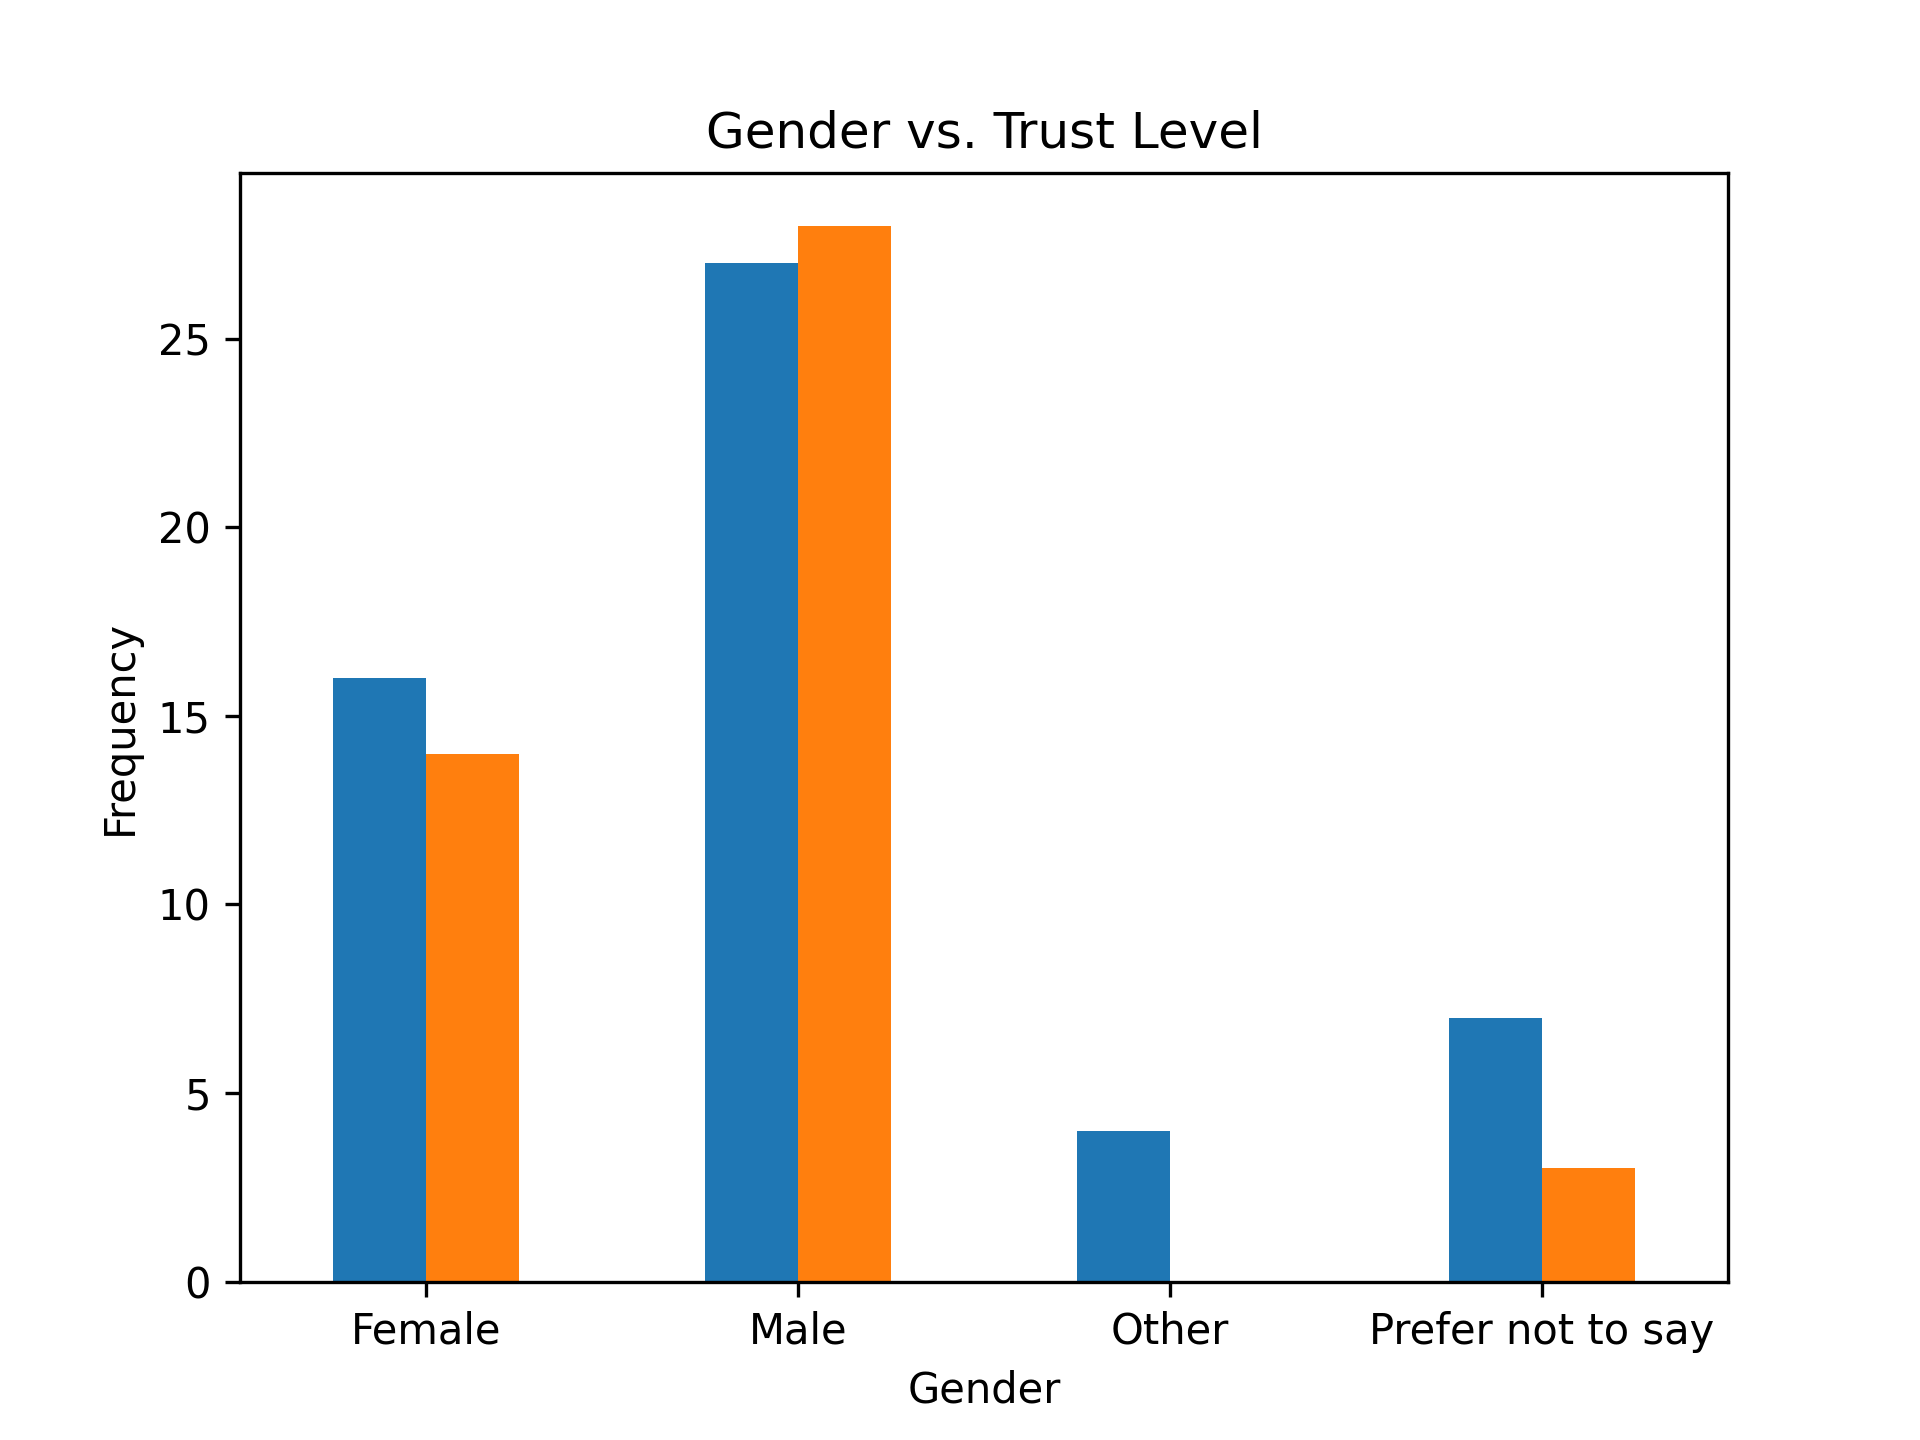 Gender vs. Trust Level
25
20
15
10
5
0
Frequency
Female
Male
Other
Prefer not to say
Gender